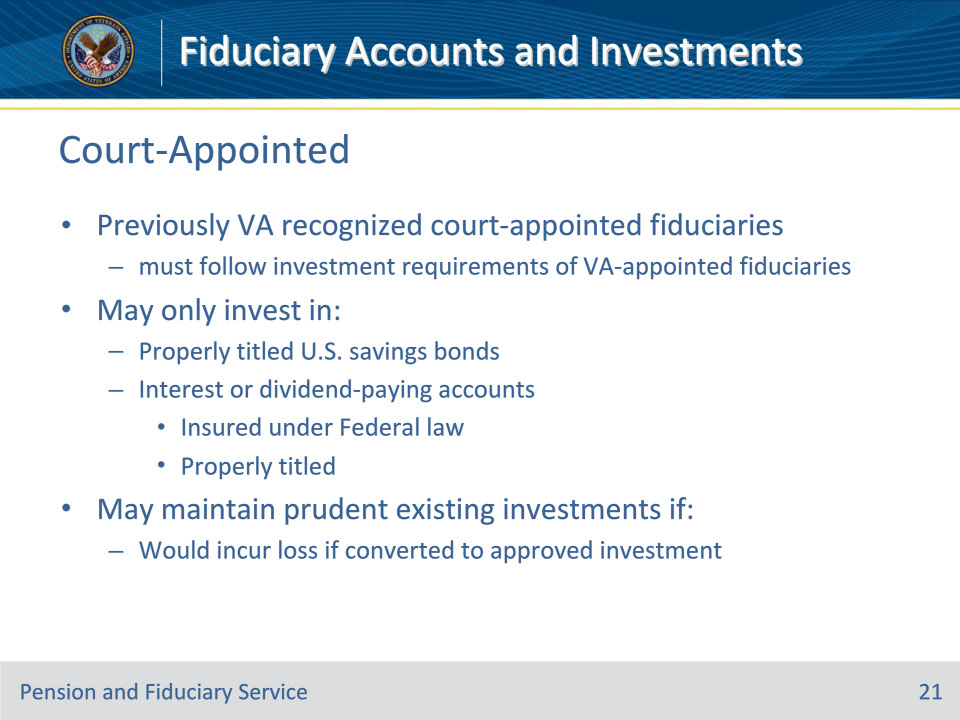 Fiduciary Accounts and Investments
Court-Appointed
• Previously VA recognized court-appointed fiduciaries
– must follow investment requirements of VA-appointed fiduciaries
• May only invest in:
– Properly titled U.S. savings bonds
– Interest or dividend-paying accounts
• Insured under Federal law
• Properly titled
• May maintain prudent existing investments if:
– Would incur loss if converted to approved investment
Pension and Fiduciary Service
21